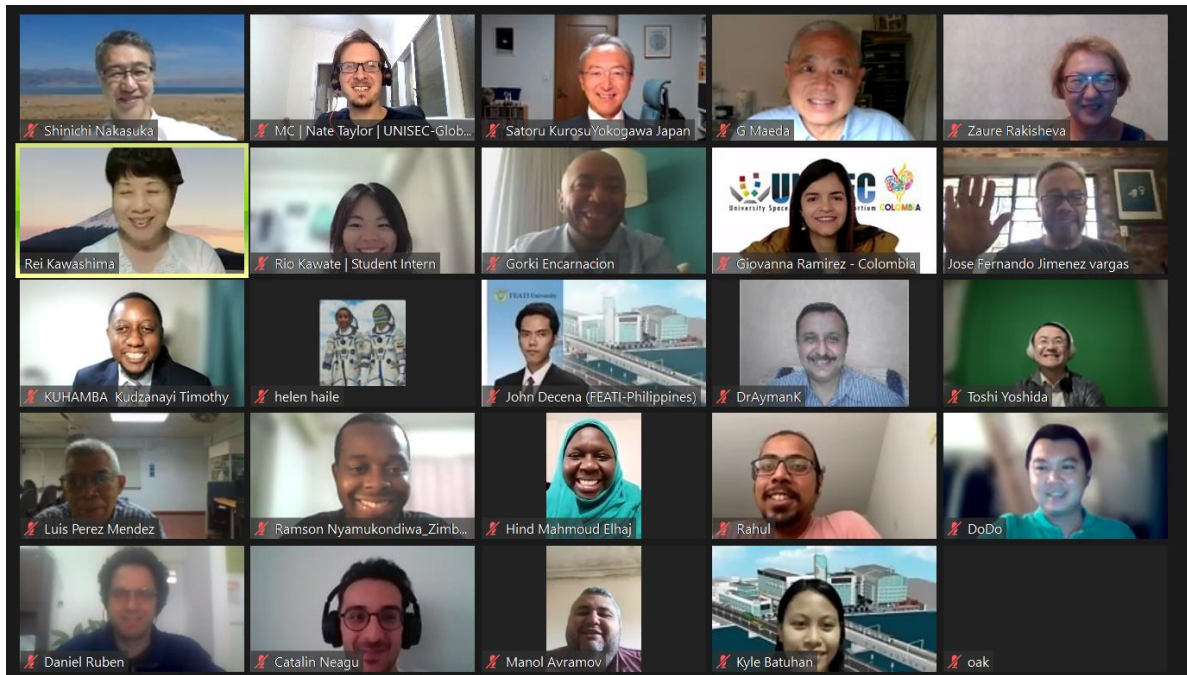 Shinichi Nakasuka
MC | Nate Taylor | UNISEC-Glob...
Satoru KurosuYokogawa Japan
G Maeda
Zaure Rakisheva
Rei Kawashima
Rio Kawate | Student Intern
Gorki Encarnacion
University Space
COLOMBIA
Giovanna Ramirez - Colombia
Jose Fernando Jimenez vargas
KUHAMBA Kudzanayi Timothy
helen haile
FEATI University
John Decena (FEATI-Philippines)
DrAymanK
Toshi Yoshida
Luis Perez Mendez
Ramson Nyamukondiwa_Zimb...
Hind Mahmoud Elhaj
Rahul
DoDo
Daniel Ruben
Catalin Neagu
Manol Avramov
Kyle Batuhan
oak